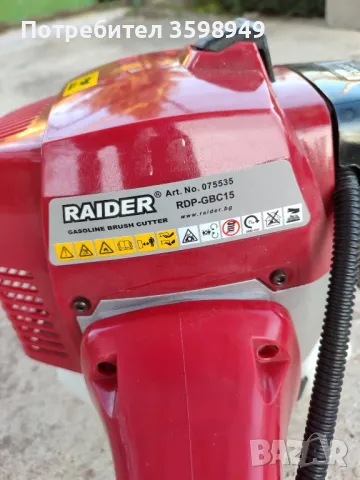 Потребител 3598949
RAIDER® Art. No. 075535
RDP-GBC15
GASOLINE BRUSH CUTTER www.raider.bg
BAZAR